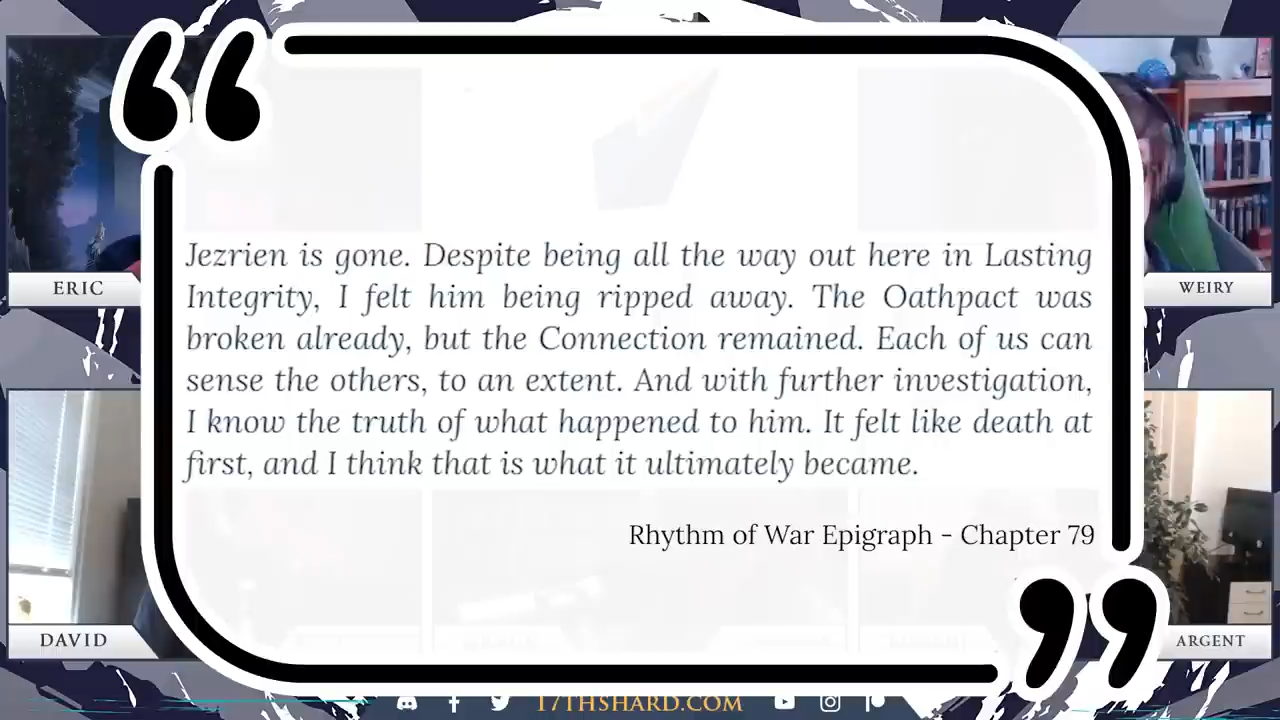 Jezrien is gone. Despite being all the way out here in Lasting
Integrity, I felt him being ripped away. The Oathpact was
broken already, but the Connection remained. Each of us can
sense the others, to an extent. And with further investigation,
I know the truth of what happened to him. It felt like death at
first, and I think that is what it ultimately became.
Rhythm of War Epigraph - Chapter 79
ERIC
WEIRY
DAVID
ARGENT
17THSHARD.COM